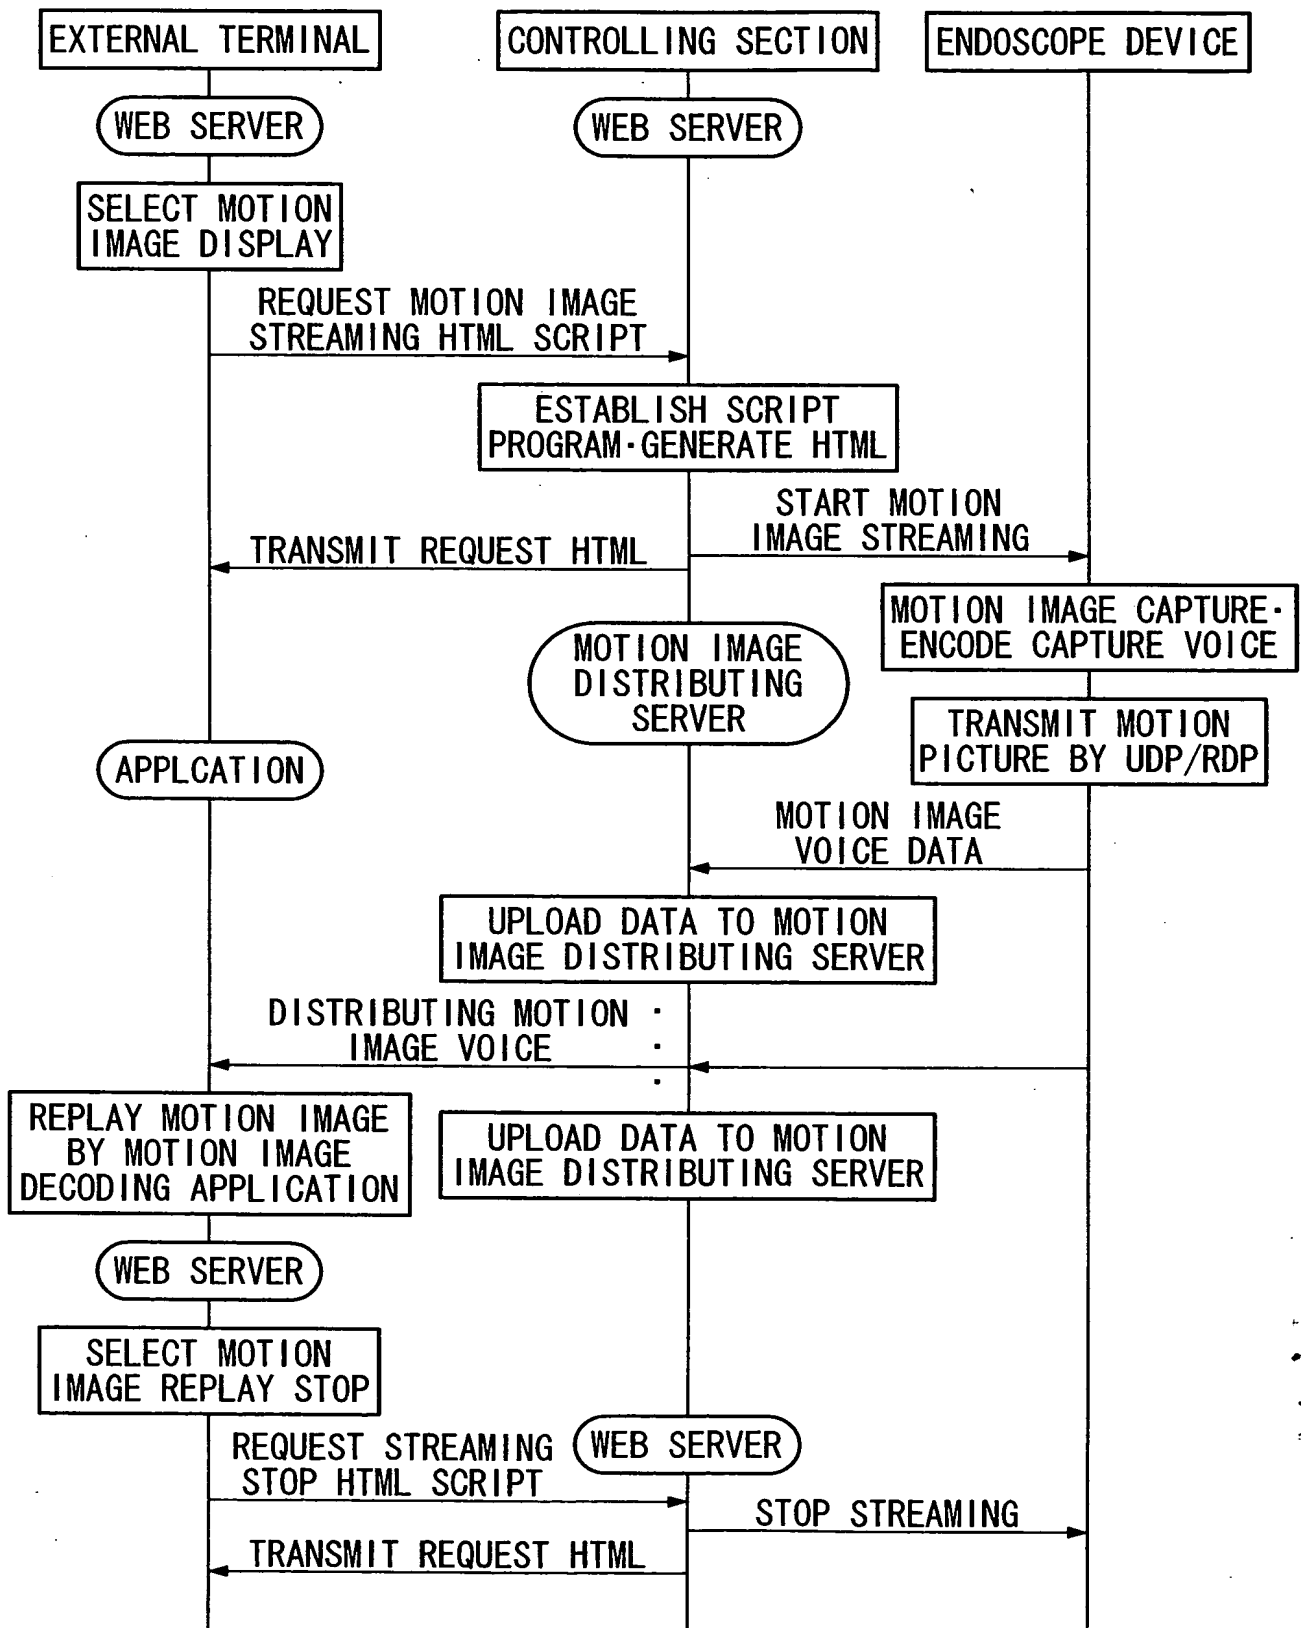 EXTERNAL TERMINAL
CONTROLLING SECTION
ENDOSCOPE DEVICE
WEB SERVER
WEB SERVER
SELECT MOTION
IMAGE DISPLAY
REQUEST MOTION IMAGE
STREAMING HTML SCRIPT
ESTABLISH SCRIPT
PROGRAM·GENERATE HTML
START MOTION
IMAGE STREAMING
TRANSMIT REQUEST HTML
MOTION IMAGE CAPTURE·
ENCODE CAPTURE VOICE
MOTION IMAGE
DISTRIBUTING
SERVER
TRANSMIT MOTION
PICTURE BY UDP/RDP
APPLCATION
MOTION IMAGE
VOICE DATA
UPLOAD DATA TO MOTION
IMAGE DISTRIBUTING SERVER
DISTRIBUTING MOTION
IMAGE VOICE
REPLAY MOTION IMAGE
BY MOTION IMAGE
DECODING APPLICATION
UPLOAD DATA TO MOTION
IMAGE DISTRIBUTING SERVER
WEB SERVER
SELECT MOTION
IMAGE REPLAY STOP
WEB SERVER
REQUEST STREAMING
STOP HTML SCRIPT
STOP STREAMING
TRANSMIT REQUEST HTML